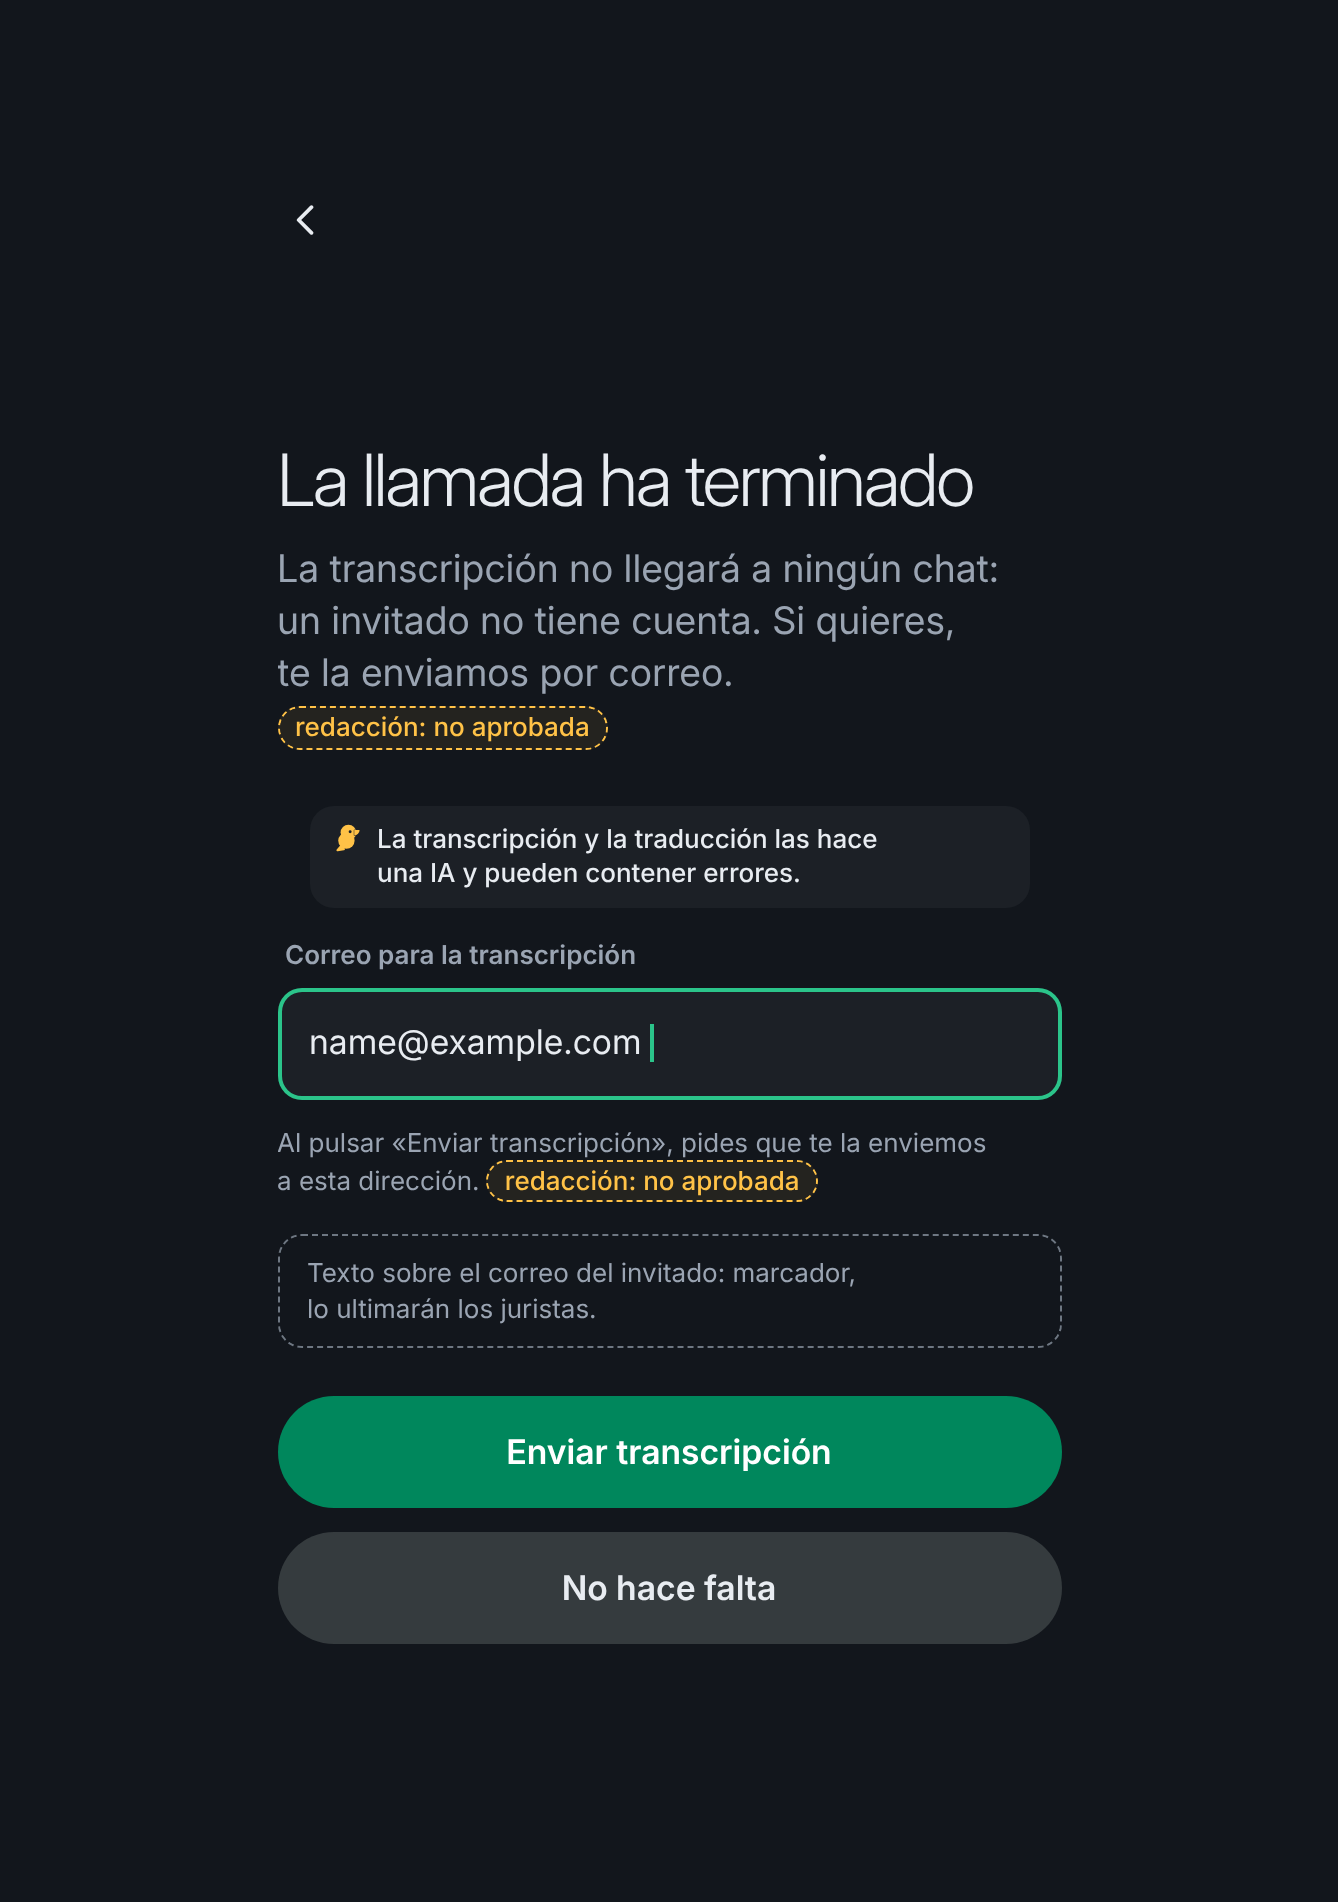 La llamada ha terminado
La transcripción no llegará a ningún chat:
un invitado no tiene cuenta. Si quieres,
te la enviamos por correo.
redacción: no aprobada
La transcripción y la traducción las hace
una IA y pueden contener errores.
Correo para la transcripción
name@example.com
Al pulsar «Enviar transcripción», pides que te la enviemos
a esta dirección. redacción: no aprobada
Texto sobre el correo del invitado: marcador,
lo ultimarán los juristas.
Enviar transcripción
No hace falta